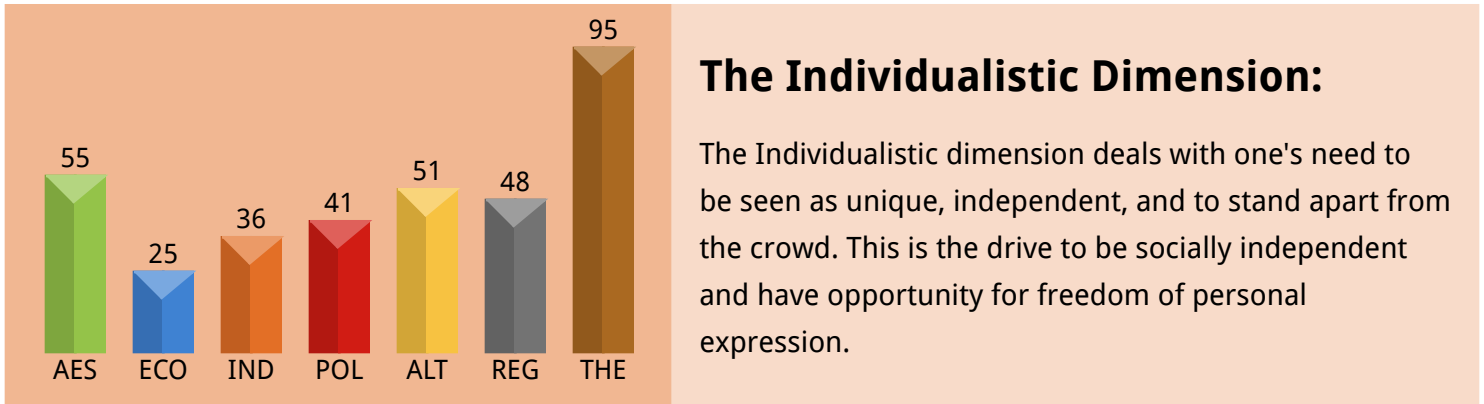 95
55
51
48
41
36
25
AES ECO IND POL ALT REG THE
The Individualistic Dimension:
The Individualistic dimension deals with one's need to
be seen as unique, independent, and to stand apart from
the crowd. This is the drive to be socially independent
and have opportunity for freedom of personal
expression.